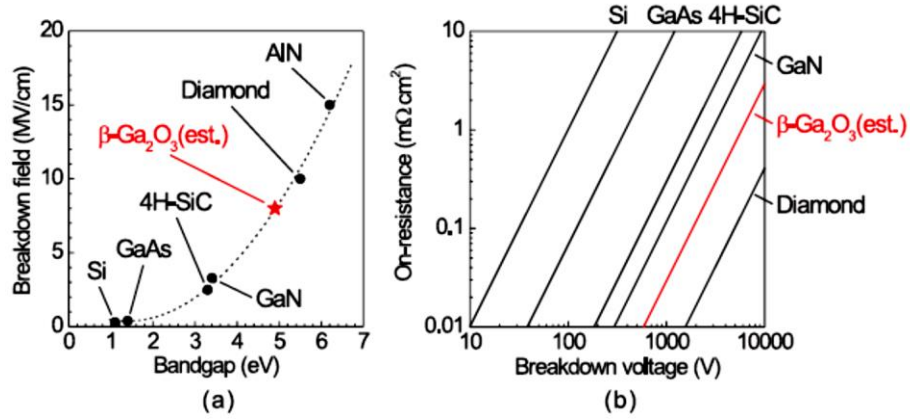 20
15
10
5
0
Breakdown field (MV/cm)
AlN
Diamond
β-Ga2O3(est.)
4H-SiC
GaAs
Si
GaN
0 1 2 3 4 5 6 7
Bandgap (eV)
(a)
Si GaAs 4H-SiC
10
1
0.1
0.01
On-resistance (mΩ cm²)
GaN
β-Ga2O3(est.)
Diamond
10 100 1000 10000
Breakdown voltage (V)
(b)